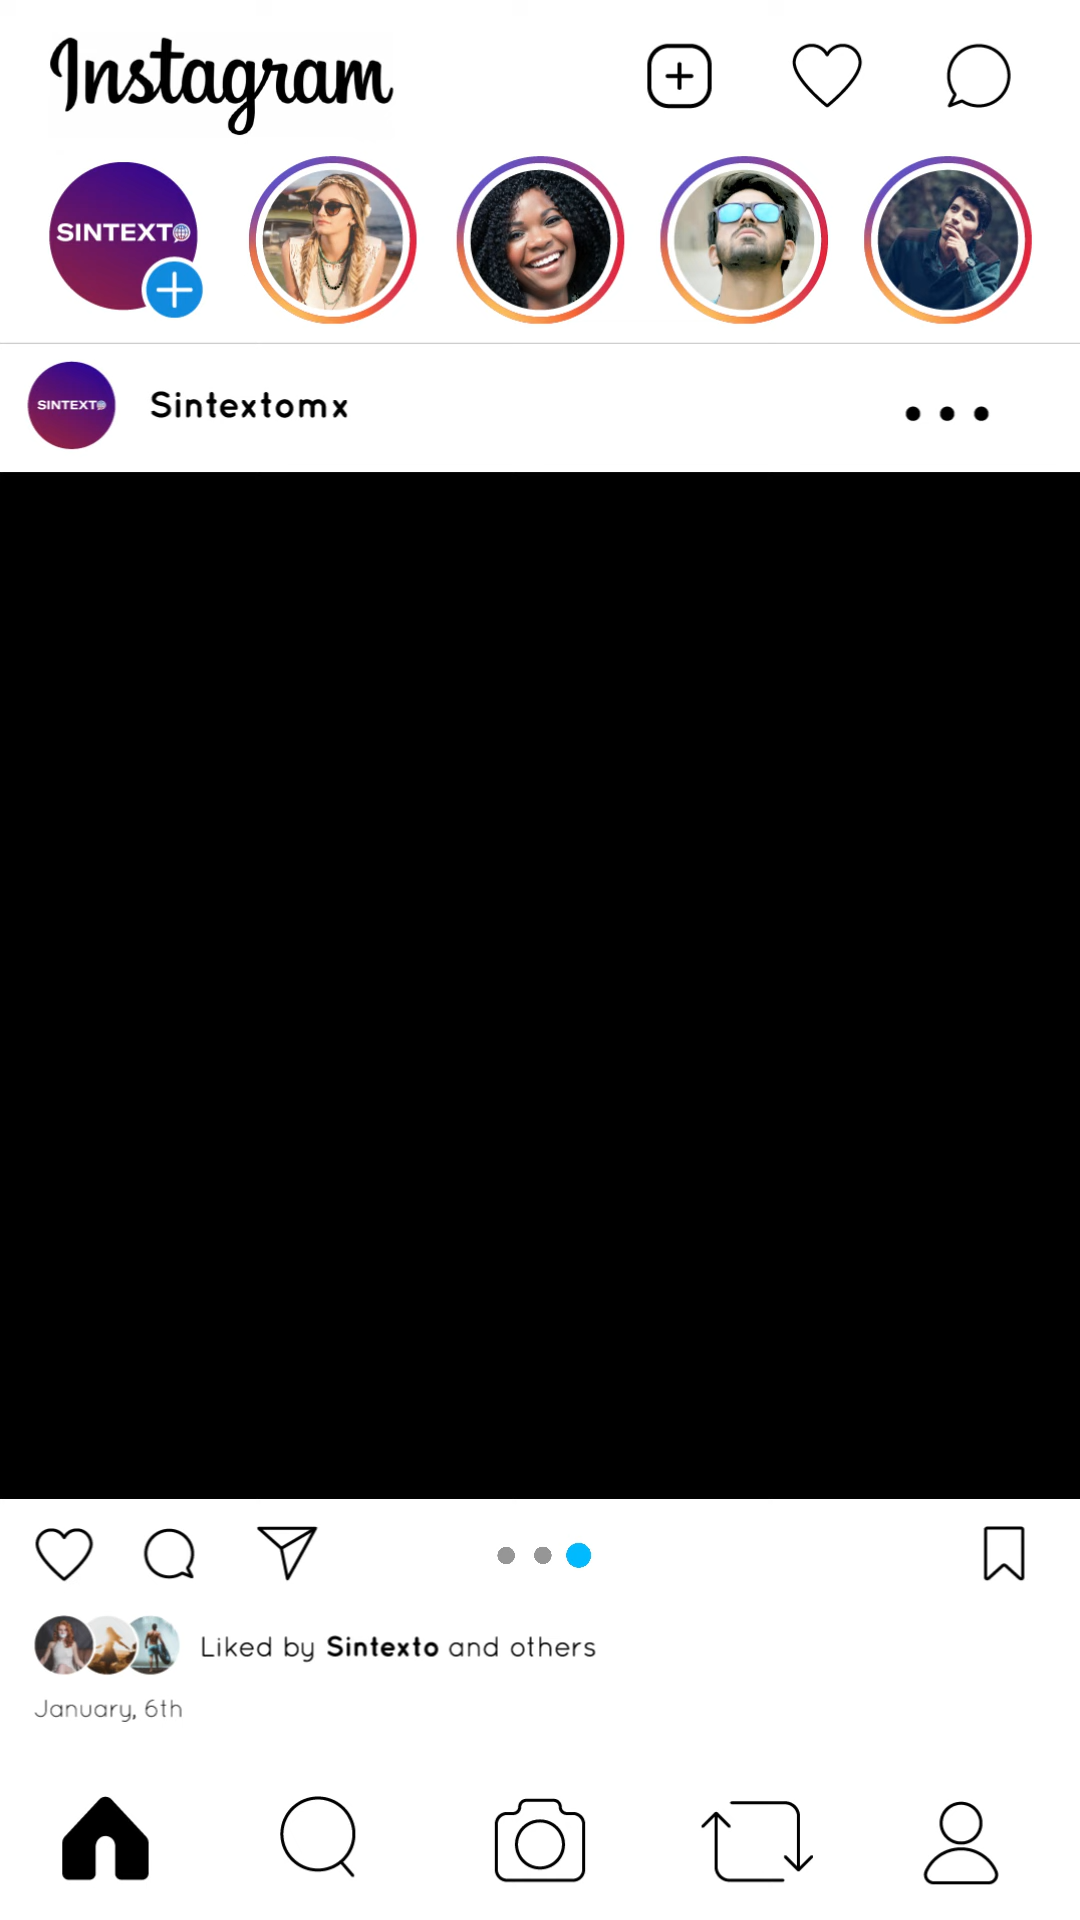 Instagram
SINTEXTO
SINTEXTO Sintextomx
Liked by Sintexto and others
January, 6th